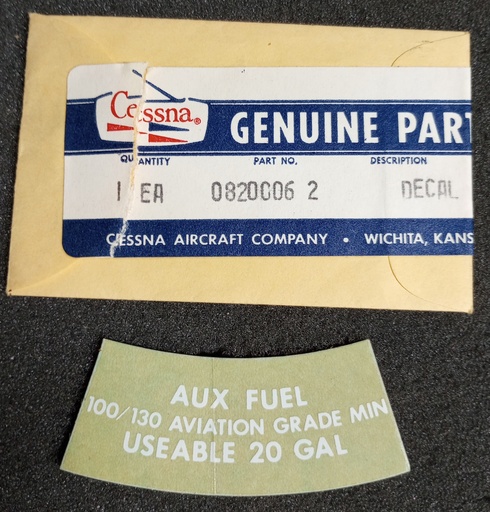 Cessna®
GENUINE PAR
QUANTITY PART NO. DESCRIPTION
1 EA 0820006 2 DECAL
CESSNA AIRCRAFT COMPANY • WICHITA, KANS
AUX FUEL
100/130 AVIATION GRADE MIN
USEABLE 20 GAL